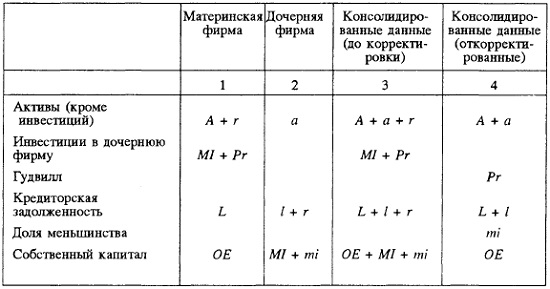 Материнская фирма Дочерняя фирма Консолидиро- Консолидиро-
ванные данные ванные данные
(до корректи- (откорректи-
ровки) рованные)
1 2 3 4
Активы (кроме
инвестиций) A + r a A + a + r A + a
Инвестиции в дочернюю
фирму MI + Pr MI + Pr
Гудвилл Pr
Кредиторская
задолженность L l + r L + l + r L + l
Доля меньшинства mi
Собственный капитал OE MI + mi OE + MI + mi OE